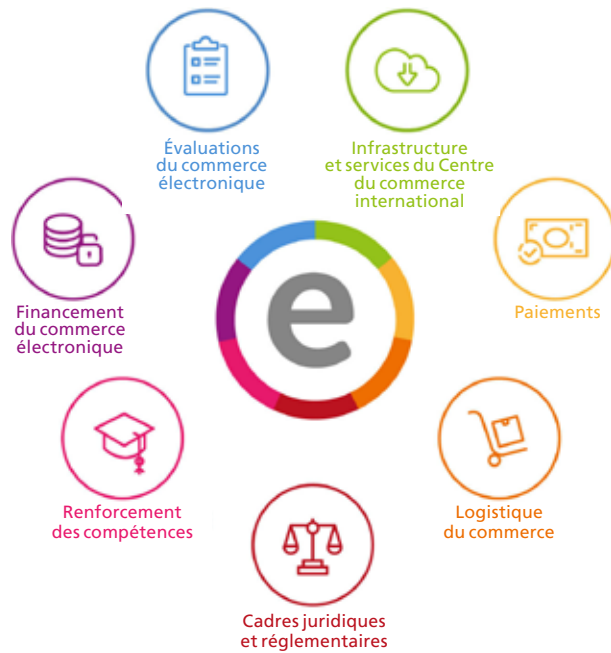 Évaluations
du commerce
électronique
Infrastructure
et services du Centre
du commerce
international
Financement
du commerce
électronique
e
Paiements
Renforcement
des compétences
Logistique
du commerce
Cadres juridiques
et réglementaires